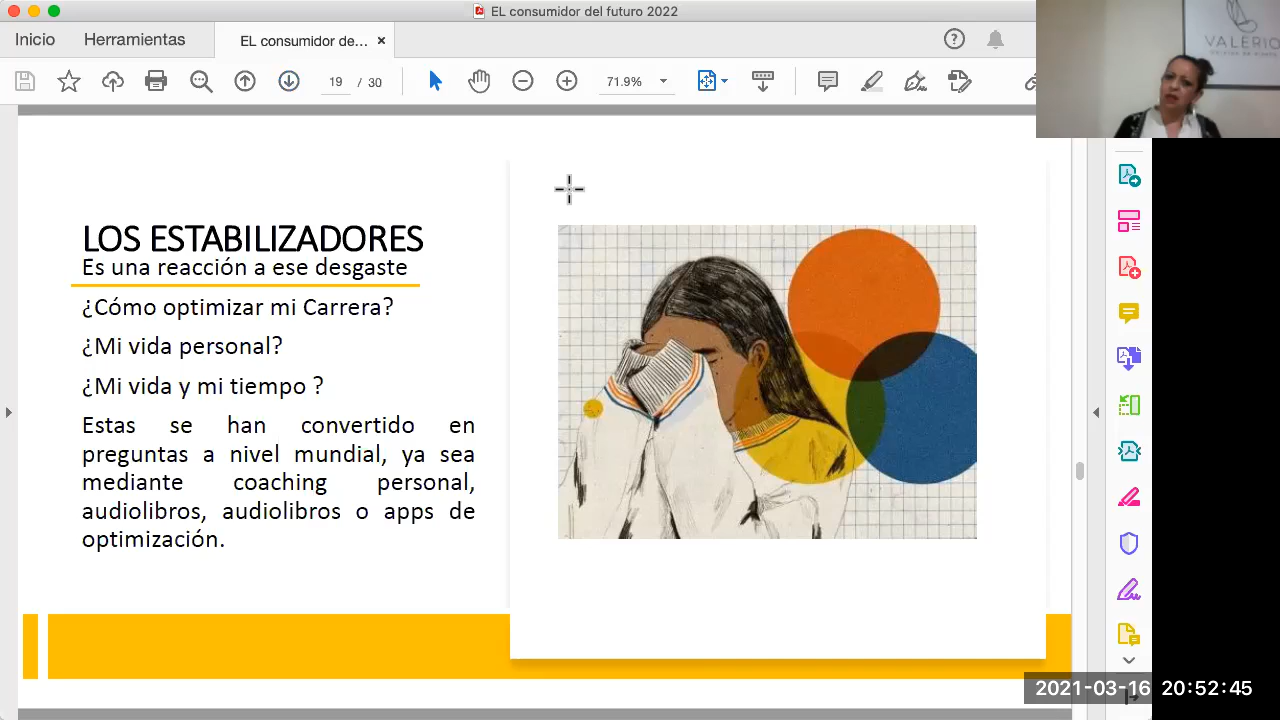 EL consumidor del futuro 2022
Inicio
Herramientas
EL consumidor de...
19 / 30
71.9%
VALERIO
LOS ESTABILIZADORES
Es una reacción a ese desgaste
¿Cómo optimizar mi Carrera?
¿Mi vida personal?
¿Mi vida y mi tiempo ?
Estas se han convertido en
preguntas a nivel mundial, ya sea
mediante coaching personal,
audiolibros, audiolibros o apps de
optimización.
2021-03-16 20:52:45